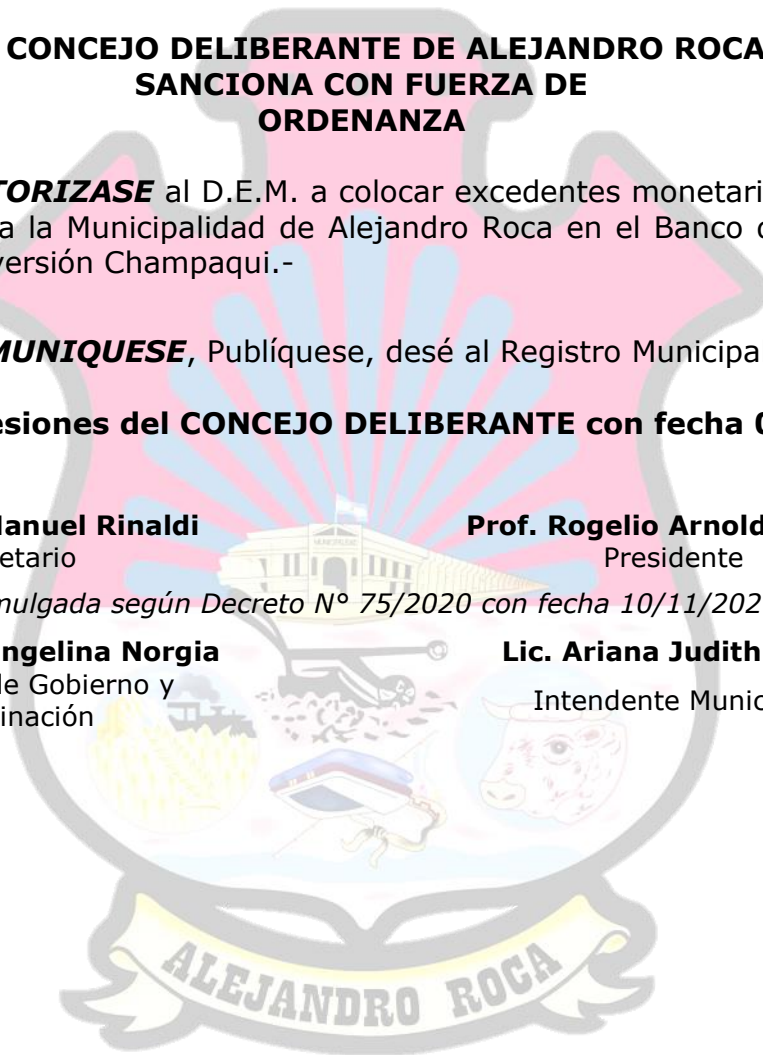 CONCEJO DELIBERANTE DE ALEJANDRO ROCA
SANCIONA CON FUERZA DE
ORDENANZA
TORIZASE al D.E.M. a colocar excedentes monetari
a la Municipalidad de Alejandro Roca en el Banco
versión Champaqui.-
MUNIQUESE, Publíquese, desé al Registro Municipa
esiones del CONCEJO DELIBERANTE con fecha 0
Manuel Rinaldi Prof. Rogelio Arnold
etario Presidente
mulgada según Decreto N° 75/2020 con fecha 10/11/202
ngelina Norgia Lic. Ariana Judith
de Gobierno y
inación Intendente Munic
MUNICIPALIDAD
ALEJANDRO ROCA